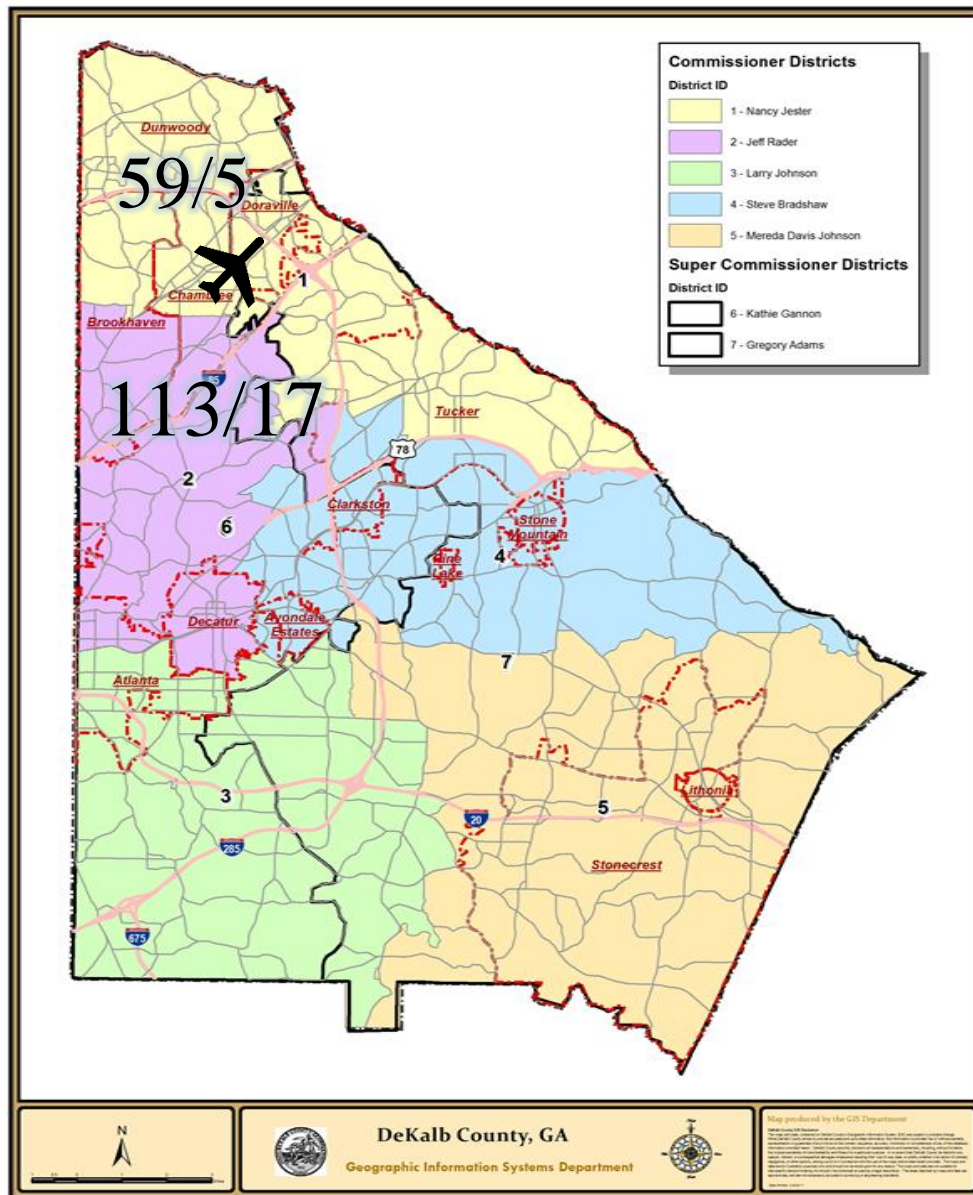 Commissioner Districts
District ID
1 - Nancy Jester
2 - Jeff Rader
3 - Larry Johnson
4 - Steve Bradshaw
5 - Mereda Davis Johnson
Super Commissioner Districts
District ID
6 - Kathie Gannon
7 - Gregory Adams
Dunwoody
59/5
Doraville
1
Chamblee
Brookhaven
113/17
Tucker
78
2
Clarkston
6
Stone
Mountain
4
Pine
Lake
Decatur
Avondale
Estates
7
Atlanta
3
5
Lithonia
20
285
Stonecrest
675
N
DeKalb County, GA
Geographic Information Systems Department
Map produced by the GIS Department